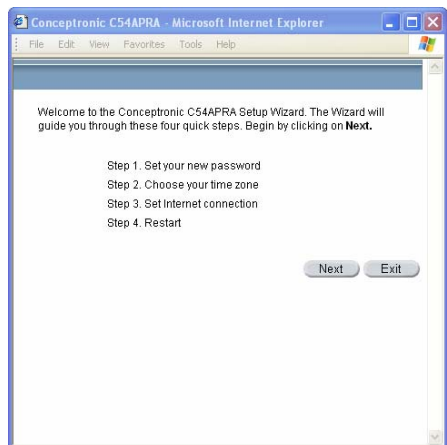 Conceptronic C54APRA - Microsoft Internet Explorer
File Edit View Favorites Tools Help
Welcome to the Conceptronic C54APRA Setup Wizard. The Wizard will
guide you through these four quick steps. Begin by clicking on Next.
Step 1. Set your new password
Step 2. Choose your time zone
Step 3. Set Internet connection
Step 4. Restart
Next Exit